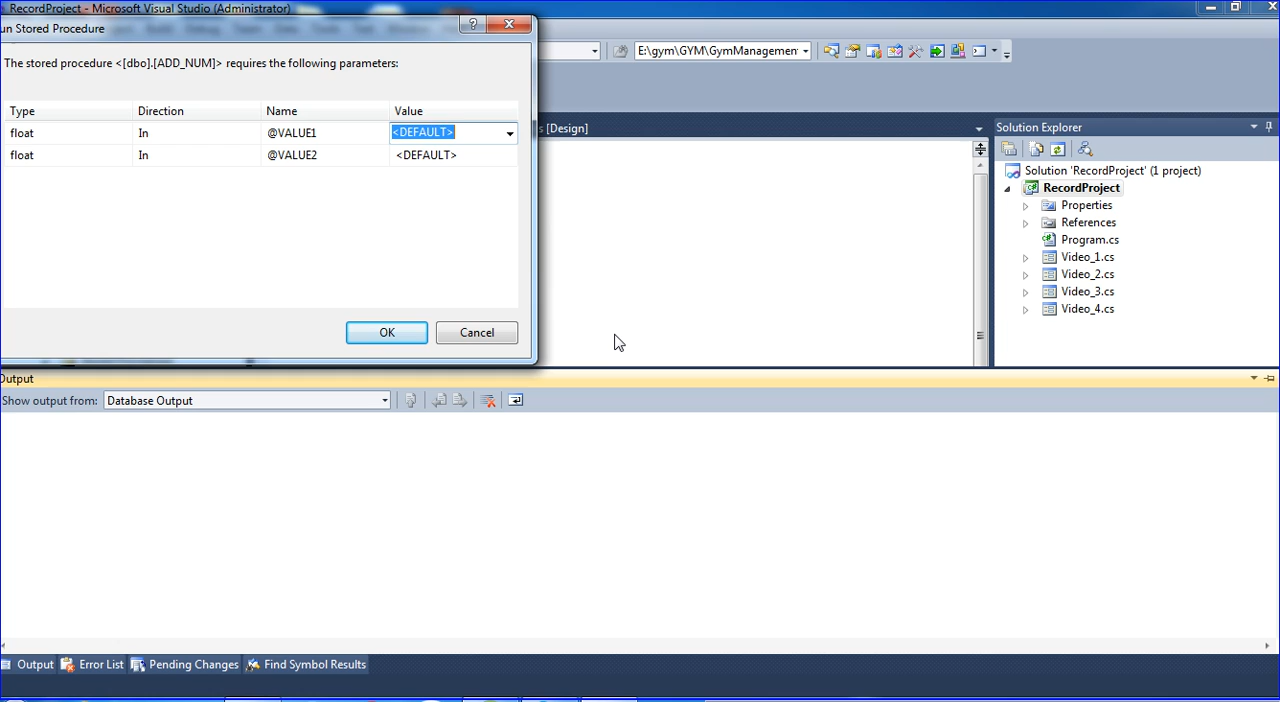 RecordProject - Microsoft Visual Studio (Administrator)
un Stored Procedure
The stored procedure <[dbo].[ADD_NUM]> requires the following parameters:
Type Direction Name Value
float In @VALUE1 <DEFAULT>
float In @VALUE2 <DEFAULT>
OK Cancel
E:\gym\GYM\GymManagemen
s [Design]
Solution Explorer
Solution 'RecordProject' (1 project)
RecordProject
Properties
References
Program.cs
Video_1.cs
Video_2.cs
Video_3.cs
Video_4.cs
Output
Show output from: Database Output
Output Error List Pending Changes Find Symbol Results